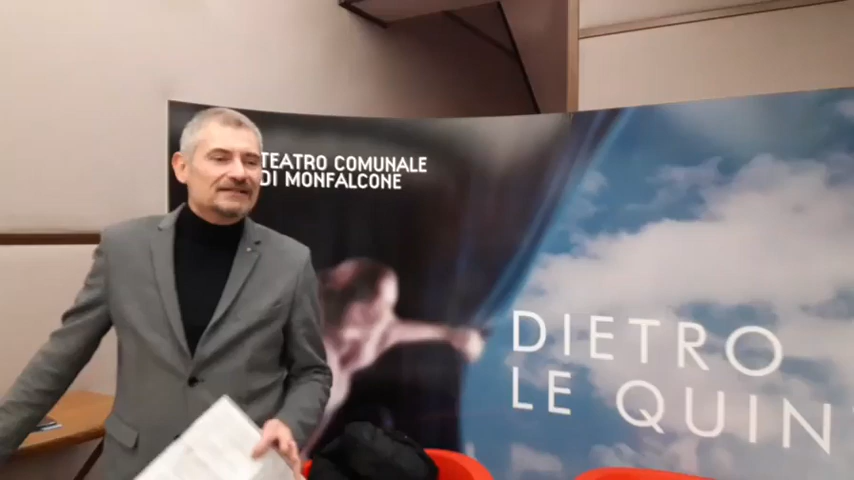 TEATRO COMUNALE
DI MONFALCONE
DIETRO
LE QUIN